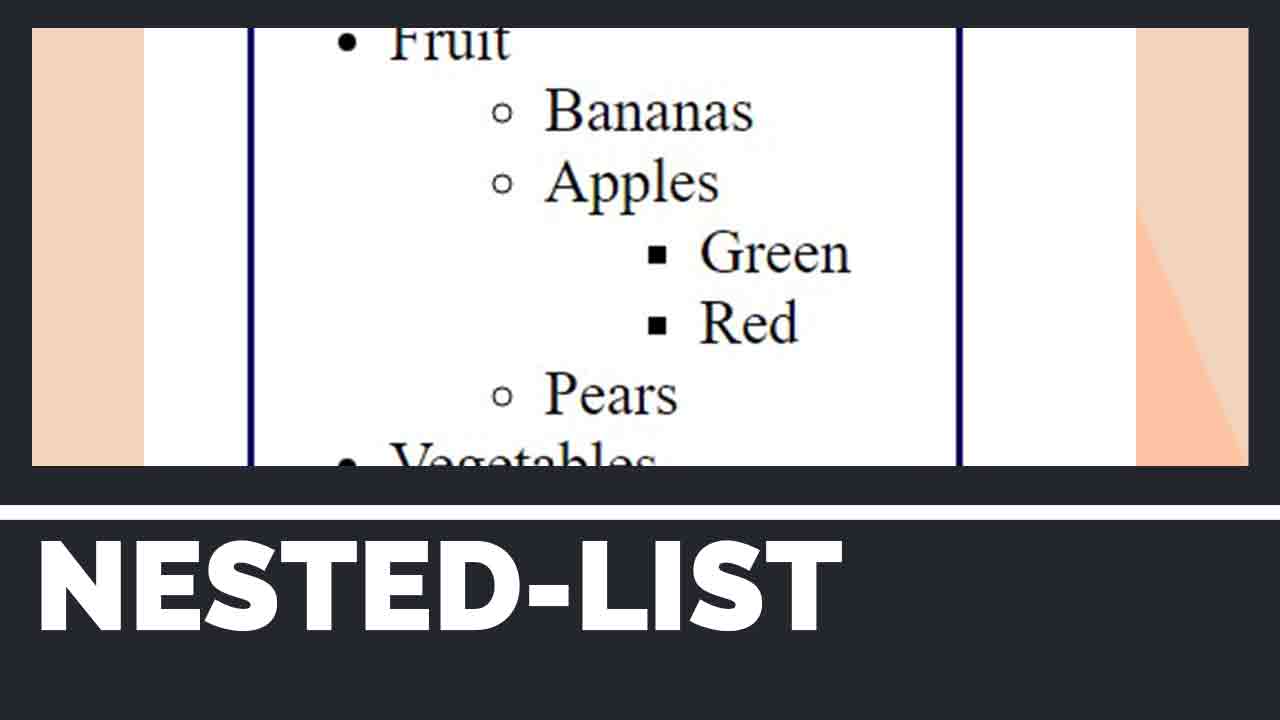 • Fruit
○ Bananas
○ Apples
■ Green
■ Red
○ Pears
• Vegetables
NESTED-LIST